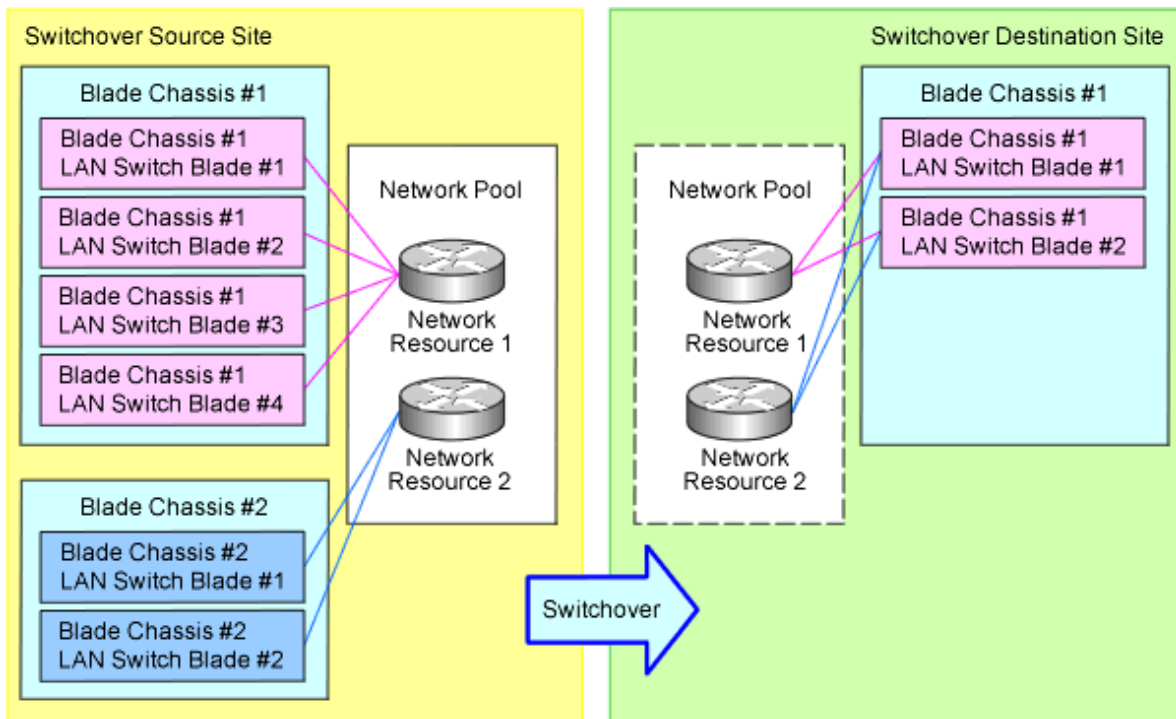 Switchover Source Site
Blade Chassis #1
Blade Chassis #1
LAN Switch Blade #1
Blade Chassis #1
LAN Switch Blade #2
Blade Chassis #1
LAN Switch Blade #3
Blade Chassis #1
LAN Switch Blade #4
Network Pool
Network
Resource 1
Network
Resource 2
Blade Chassis #2
Blade Chassis #2
LAN Switch Blade #1
Blade Chassis #2
LAN Switch Blade #2
Switchover
Switchover Destination Site
Network Pool
Network
Resource 1
Network
Resource 2
Blade Chassis #1
Blade Chassis #1
LAN Switch Blade #1
Blade Chassis #1
LAN Switch Blade #2